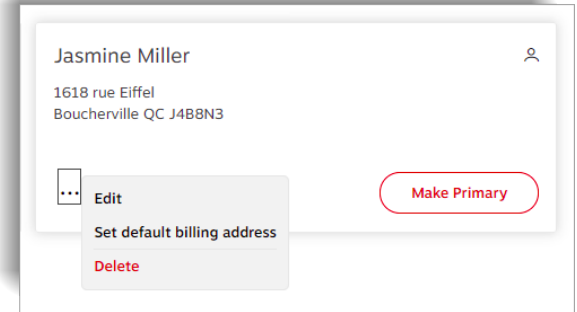 Jasmine Miller
1618 rue Eiffel
Boucherville QC J4B8N3
...
Edit
Make Primary
Set default billing address
Delete